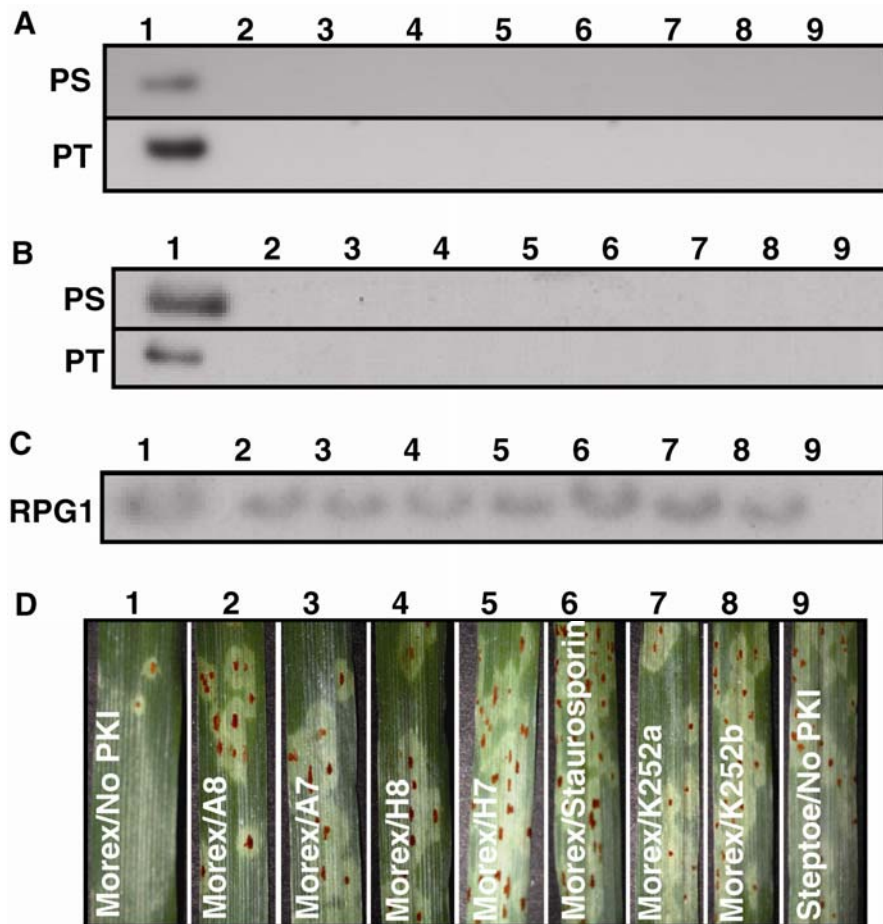 A
1 2 3 4 5 6 7 8 9
PS
PT
B
1 2 3 4 5 6 7 8 9
PS
PT
C
1 2 3 4 5 6 7 8 9
RPG1
D
1 2 3 4 5 6 7 8 9
Morex/No PKI
Morex/A8
Morex/A7
Morex/H8
Morex/H7
Morex/Staurosporin
Morex/K252a
Morex/K252b
Steptoe/No PKI